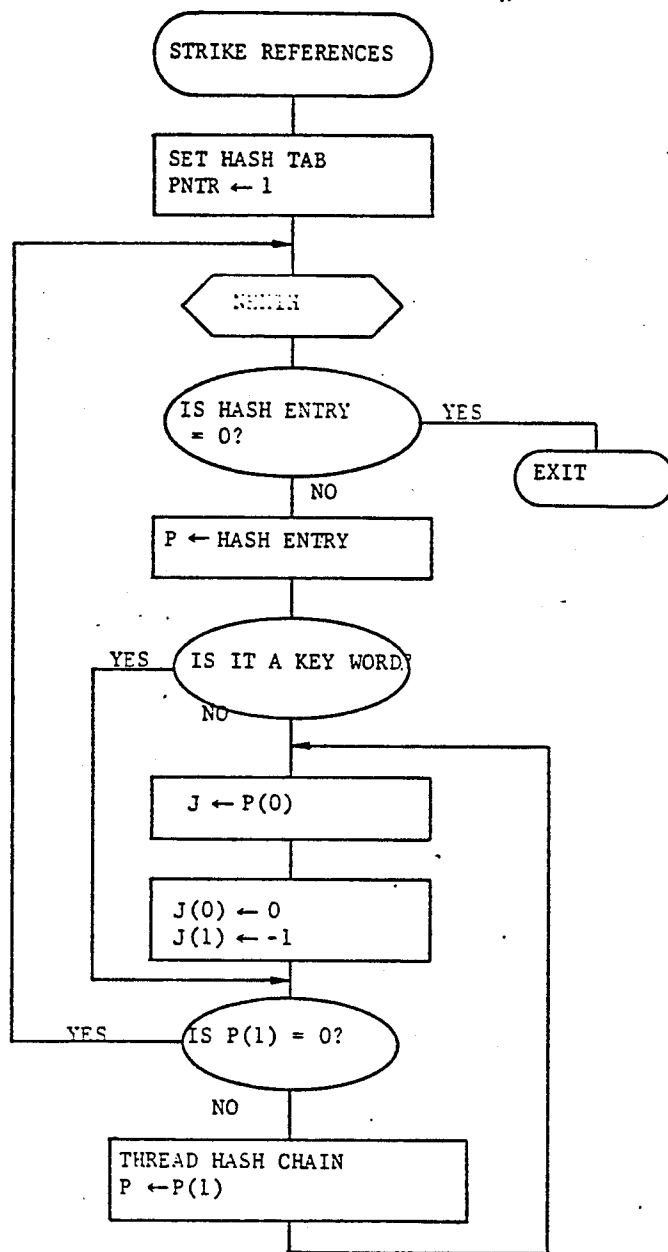 STRIKE REFERENCES
SET HASH TAB
PNTR ← 1
IS HASH ENTRY
= 0?
YES
EXIT
NO
P ← HASH ENTRY
YES
IS IT A KEY WORD?
NO
J ← P(0)
J(0) ← 0
J(1) ← -1
YES
IS P(1) = 0?
NO
THREAD HASH CHAIN
P ← P(1)